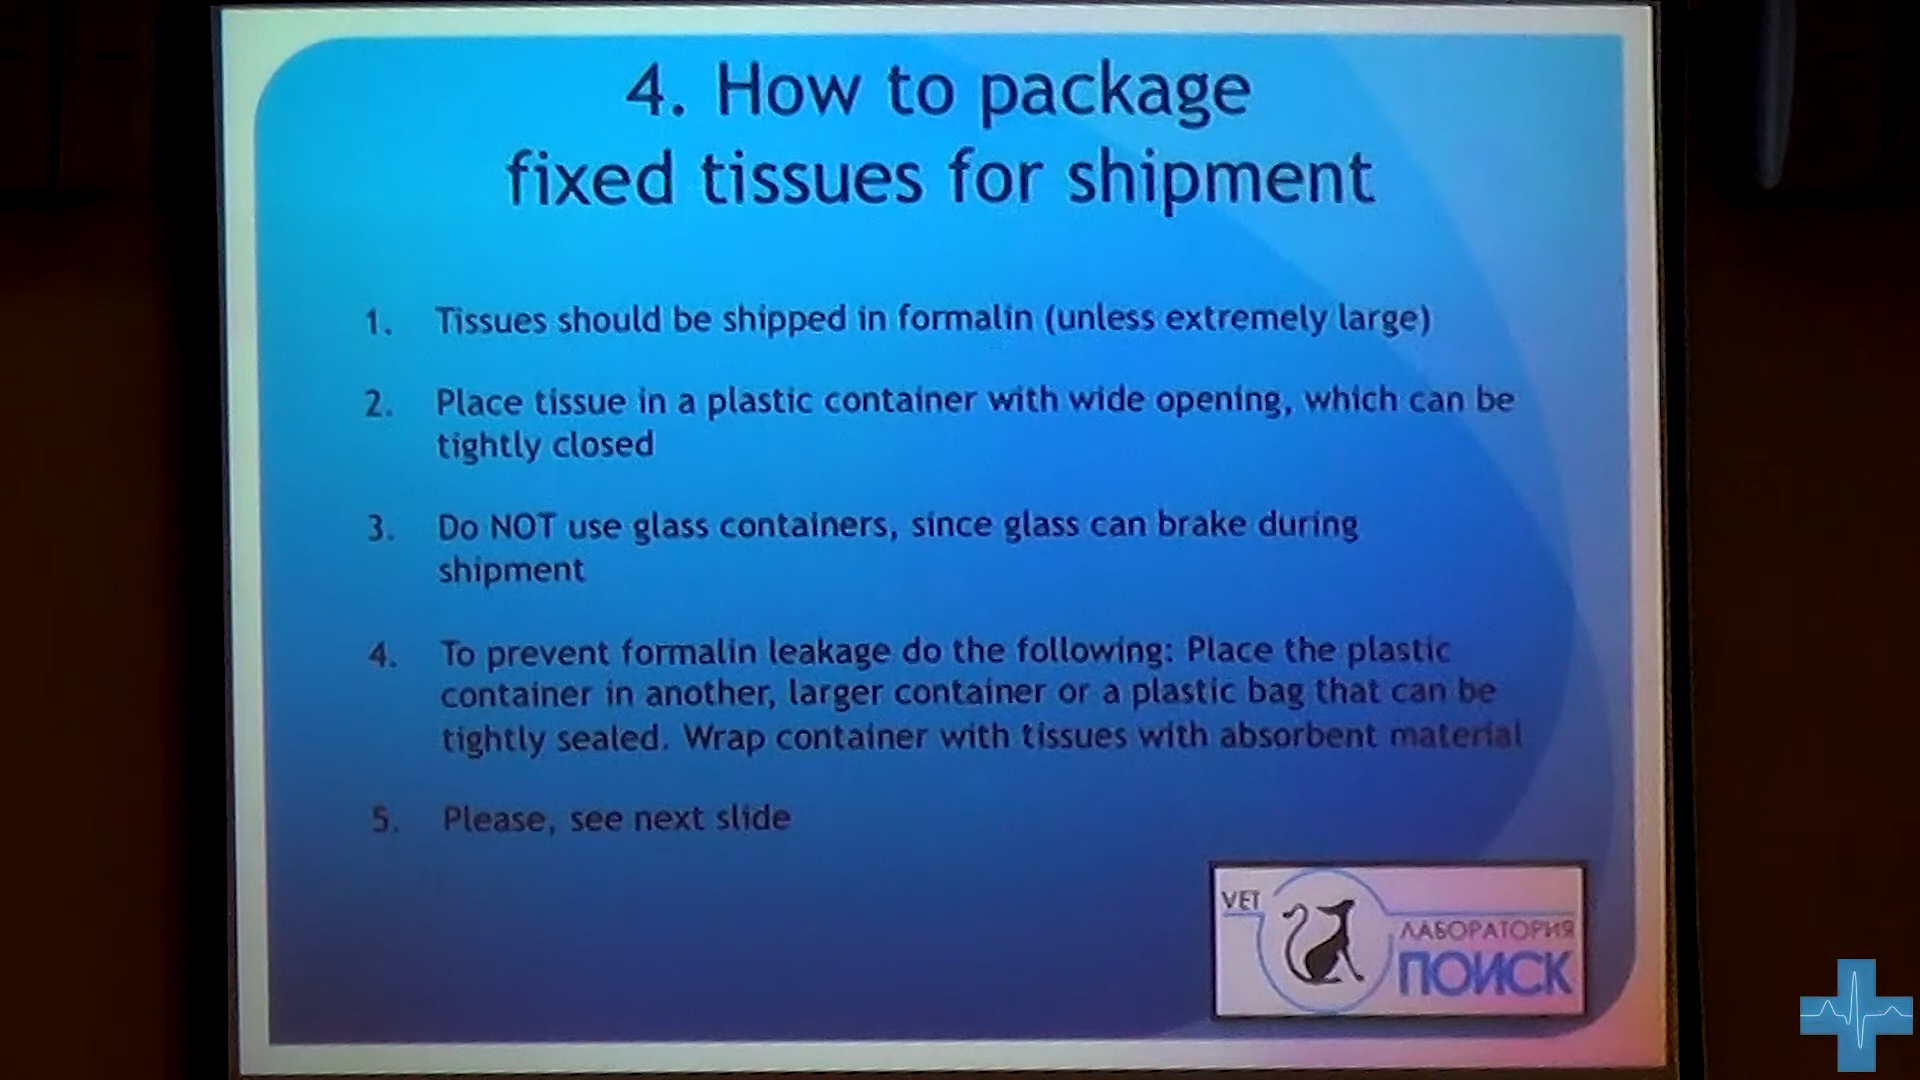 4. How to package
fixed tissues for shipment
1. Tissues should be shipped in formalin (unless extremely large)
2. Place tissue in a plastic container with wide opening, which can be
tightly closed
3. Do NOT use glass containers, since glass can brake during
shipment
4. To prevent formalin leakage do the following: Place the plastic
container in another, larger container or a plastic bag that can be
tightly sealed. Wrap container with tissues with absorbent material
5. Please, see next slide
VET
ЛАБОРАТОРИЯ
ПОИСК